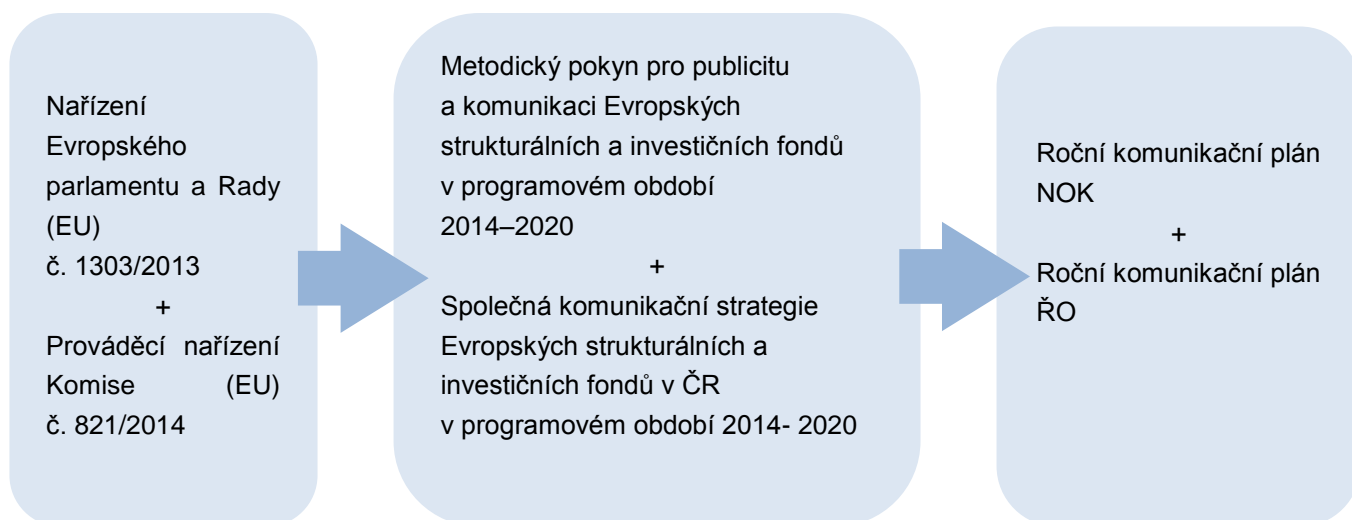 Nařízení
Evropského
parlamentu a Rady
(EU)
č. 1303/2013
+
Prováděcí nařízení
Komise (EU)
č. 821/2014
Metodický pokyn pro publicitu
a komunikaci Evropských
strukturálních a investičních fondů
v programovém období
2014–2020
+
Společná komunikační strategie
Evropských strukturálních a
investičních fondů v ČR
v programovém období 2014- 2020
Roční komunikační plán
NOK
+
Roční komunikační plán
ŘO